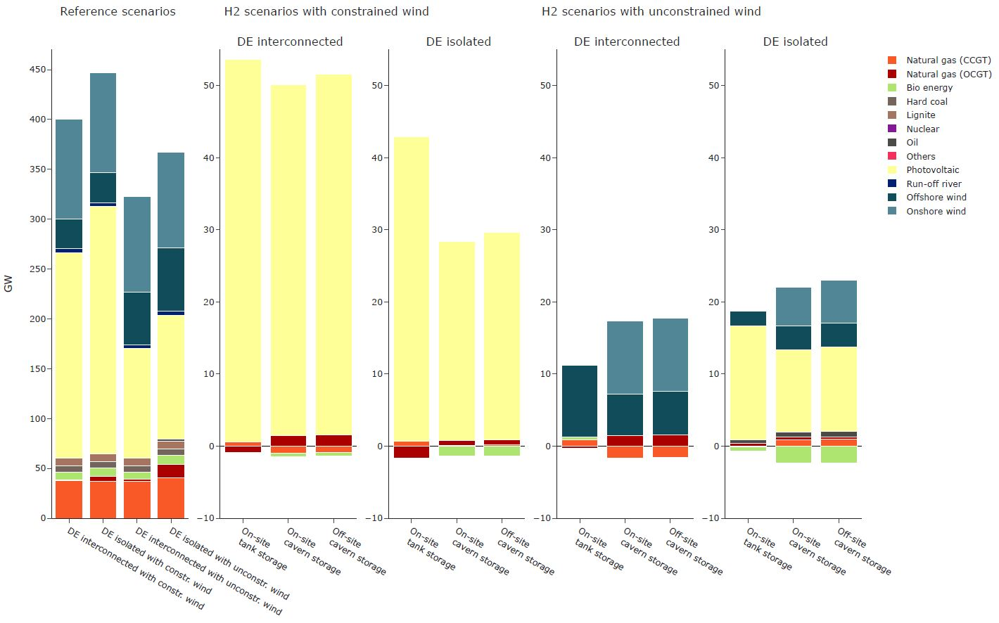 Reference scenarios
H2 scenarios with constrained wind
H2 scenarios with unconstrained wind
DE interconnected
DE isolated
DE interconnected
DE isolated
GW
450
400
350
300
250
200
150
100
50
0
50
40
30
20
10
0
−10
50
40
30
20
10
0
−10
50
40
30
20
10
0
−10
50
40
30
20
10
0
−10
DE interconnected with constr. wind
DE isolated with constr. wind
DE interconnected with unconstr. wind
DE isolated with unconstr. wind
On-site
tank storage
On-site
cavern storage
Off-site
cavern storage
On-site
tank storage
On-site
cavern storage
Off-site
cavern storage
On-site
tank storage
On-site
cavern storage
Off-site
cavern storage
On-site
tank storage
On-site
cavern storage
Off-site
cavern storage
Natural gas (CCGT)
Natural gas (OCGT)
Bio energy
Hard coal
Lignite
Nuclear
Oil
Others
Photovoltaic
Run-off river
Offshore wind
Onshore wind